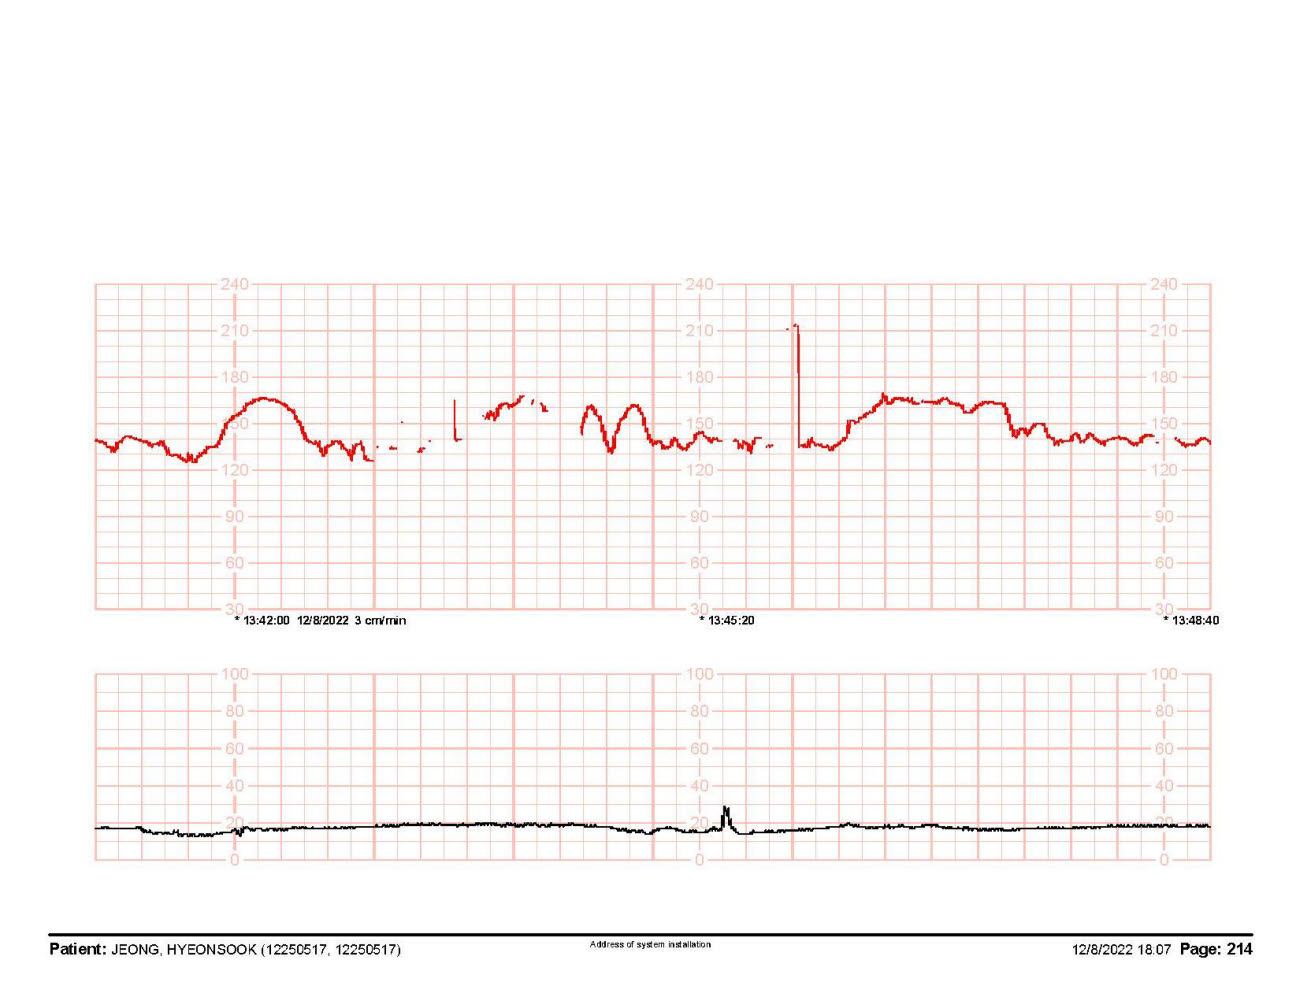 240 240 240
210 210 210
180 180 180
150 150 150
120 120 120
90 90 90
60 60 60
30 30 30
* 13:42:00 12/8/2022 3 cm/min * 13:45:20 * 13:48:40
100 100 100
80 80 80
60 60 60
40 40 40
20 20 20
0 0 0
Patient: JEONG, HYEONSOOK (12250517, 12250517) Address of system installation 12/8/2022 18:07 Page: 214